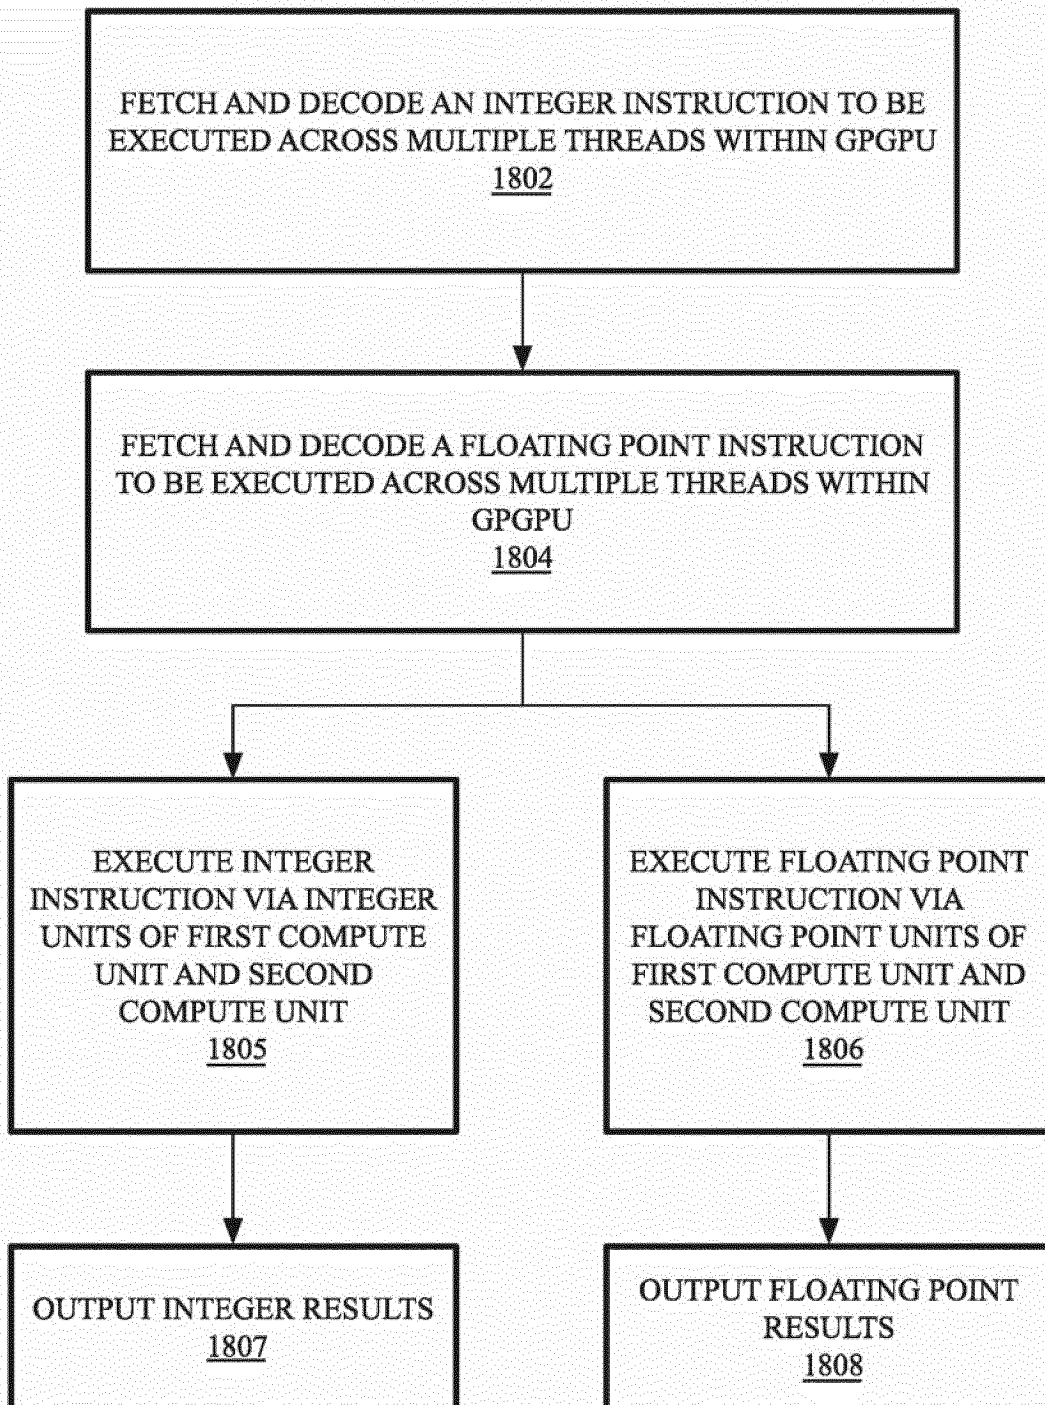 FETCH AND DECODE AN INTEGER INSTRUCTION TO BE
EXECUTED ACROSS MULTIPLE THREADS WITHIN GPGPU
1802
FETCH AND DECODE A FLOATING POINT INSTRUCTION
TO BE EXECUTED ACROSS MULTIPLE THREADS WITHIN
GPGPU
1804
EXECUTE INTEGER
INSTRUCTION VIA INTEGER
UNITS OF FIRST COMPUTE
UNIT AND SECOND
COMPUTE UNIT
1805
EXECUTE FLOATING POINT
INSTRUCTION VIA
FLOATING POINT UNITS OF
FIRST COMPUTE UNIT AND
SECOND COMPUTE UNIT
1806
OUTPUT INTEGER RESULTS
1807
OUTPUT FLOATING POINT
RESULTS
1808